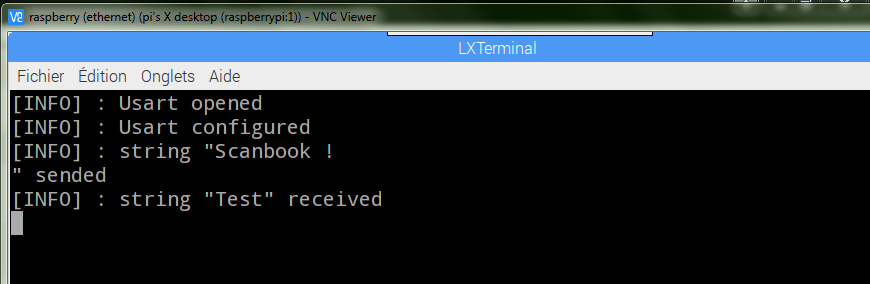 VS raspberry (ethernet) (pi's X desktop (raspberrypi:1)) - VNC Viewer
LXTerminal
Fichier Édition Onglets Aide
[INFO] : Usart opened
[INFO] : Usart configured
[INFO] : string "Scanbook !
" sended
[INFO] : string "Test" received